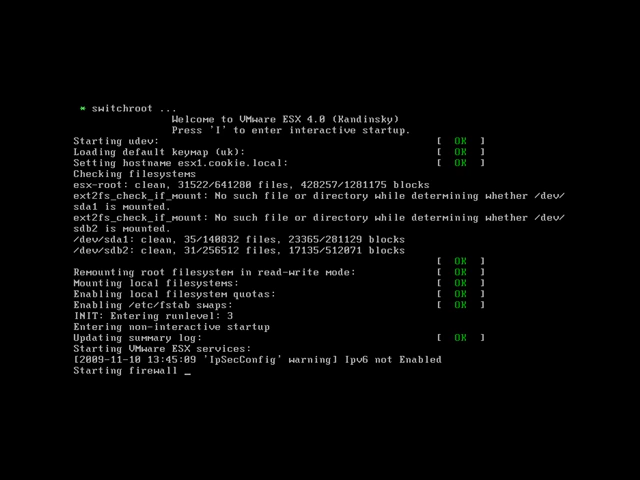 * switchroot ...
Welcome to VMware ESX 4.0 (Kandinsky)
Press 'I' to enter interactive startup.
Starting udev: [ OK ]
Loading default keymap (uk): [ OK ]
Setting hostname esx1.cookie.local: [ OK ]
Checking filesystems
esx-root: clean, 31522/641280 files, 428257/1281175 blocks
ext2fs_check_if_mount: No such file or directory while determining whether /dev/
sda1 is mounted.
ext2fs_check_if_mount: No such file or directory while determining whether /dev/
sdb2 is mounted.
/dev/sda1: clean, 35/140832 files, 23365/281129 blocks
/dev/sdb2: clean, 31/256512 files, 17135/512071 blocks
[ OK ]
Remounting root filesystem in read-write mode: [ OK ]
Mounting local filesystems: [ OK ]
Enabling local filesystem quotas: [ OK ]
Enabling /etc/fstab swaps: [ OK ]
INIT: Entering runlevel: 3
Entering non-interactive startup
Updating summary log: [ OK ]
Starting VMware ESX services:
[2009-11-10 13:45:09 'IpSecConfig' warning] Ipv6 not Enabled
Starting firewall _